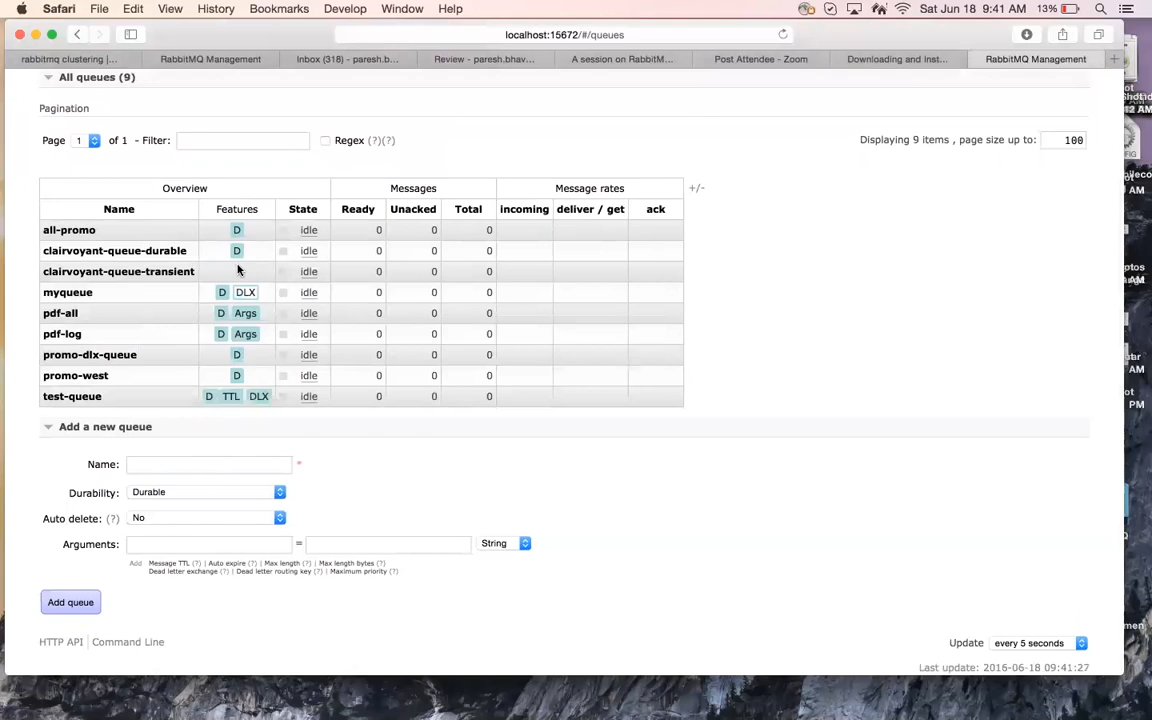 Safari File Edit View History Bookmarks Develop Window Help Sat Jun 18 9:41 AM 13%
localhost:15672/#/queues
rabbitmq clustering |... RabbitMQ Management Inbox (318) - paresh.b... Review - paresh.bhav... A session on RabbitM... Post Attendee - Zoom Downloading and Inst... RabbitMQ Management
All queues (9)
Pagination
Page 1 of 1 - Filter: Regex (?)(?) Displaying 9 items , page size up to: 100
Overview Messages Message rates +/-
Name Features State Ready Unacked Total incoming deliver / get ack
all-promo D idle 0 0 0
clairvoyant-queue-durable D idle 0 0 0
clairvoyant-queue-transient idle 0 0 0
myqueue D DLX idle 0 0 0
pdf-all D Args idle 0 0 0
pdf-log D Args idle 0 0 0
promo-dlx-queue D idle 0 0 0
promo-west D idle 0 0 0
test-queue D TTL DLX idle 0 0 0
Add a new queue
Name: *
Durability: Durable
Auto delete: (?) No
Arguments: = String
Add Message TTL (?) | Auto expire (?) | Max length (?) | Max length bytes (?)
Dead letter exchange (?) | Dead letter routing key (?) | Maximum priority (?)
Add queue
HTTP API | Command Line Update every 5 seconds
Last update: 2016-06-18 09:41:27